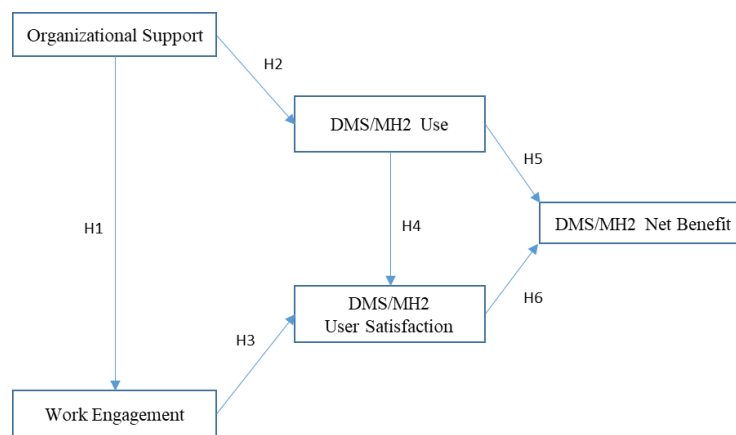 Organizational Support
H2
DMS/MH2 Use
H5
H1
H4
DMS/MH2 Net Benefit
DMS/MH2
User Satisfaction
H6
H3
Work Engagement